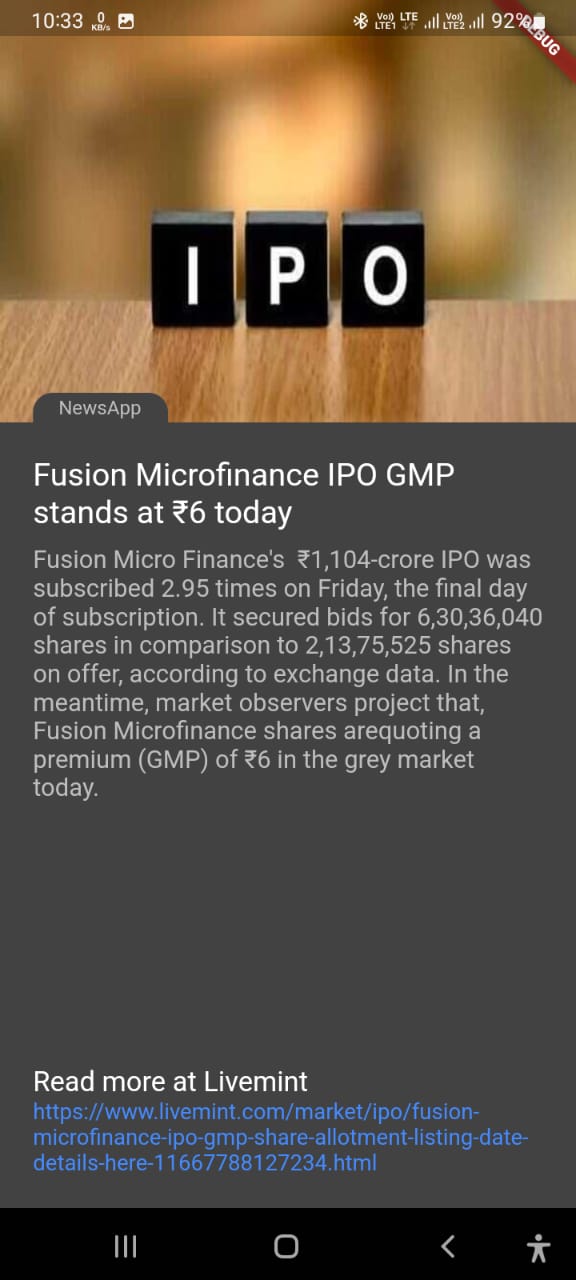 10:33 0 KB/s Vo) LTE1 LTE Vo) LTE2 92%
DEBUG
I P O
NewsApp
Fusion Microfinance IPO GMP
stands at ₹6 today
Fusion Micro Finance's  ₹1,104-crore IPO was
subscribed 2.95 times on Friday, the final day
of subscription. It secured bids for 6,30,36,040
shares in comparison to 2,13,75,525 shares
on offer, according to exchange data. In the
meantime, market observers project that,
Fusion Microfinance shares arequoting a
premium (GMP) of ₹6 in the grey market
today.
Read more at Livemint
https://www.livemint.com/market/ipo/fusion-
microfinance-ipo-gmp-share-allotment-listing-date-
details-here-11667788127234.html